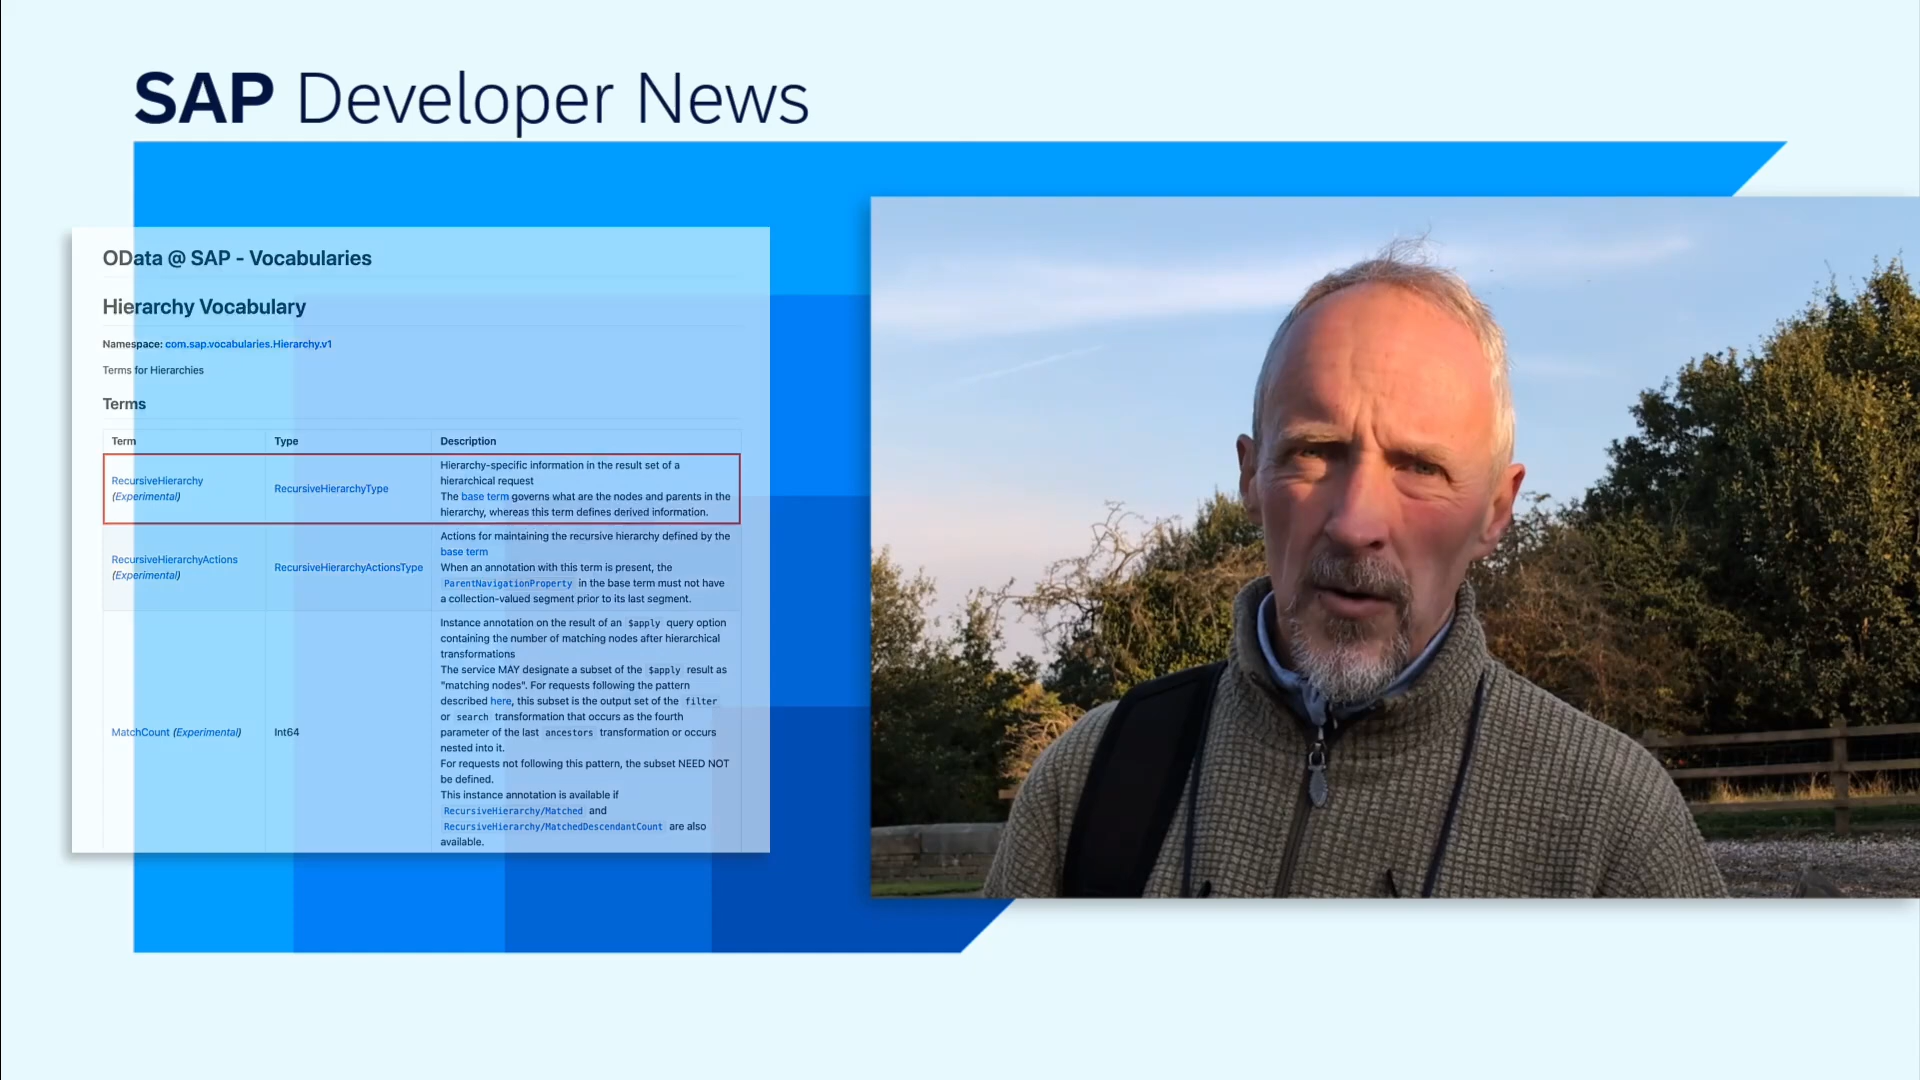 SAP Developer News
OData @ SAP - Vocabularies
Hierarchy Vocabulary
Namespace: com.sap.vocabularies.Hierarchy.v1
Terms for Hierarchies
Terms
Term Type Description
RecursiveHierarchy
(Experimental)
RecursiveHierarchyType
Hierarchy-specific information in the result set of a
hierarchical request
The base term governs what are the nodes and parents in the
hierarchy, whereas this term defines derived information.
RecursiveHierarchyActions
(Experimental)
RecursiveHierarchyActionsType
Actions for maintaining the recursive hierarchy defined by the
base term
When an annotation with this term is present, the
ParentNavigationProperty in the base term must not have
a collection-valued segment prior to its last segment.
MatchCount (Experimental)
Int64
Instance annotation on the result of an $apply query option
containing the number of matching nodes after hierarchical
transformations
The service MAY designate a subset of the $apply result as
"matching nodes". For requests following the pattern
described here, this subset is the output set of the filter
or search transformation that occurs as the fourth
parameter of the last ancestors transformation or occurs
nested into it.
For requests not following this pattern, the subset NEED NOT
be defined.
This instance annotation is available if
RecursiveHierarchy/Matched and
RecursiveHierarchy/MatchedDescendantCount are also
available.